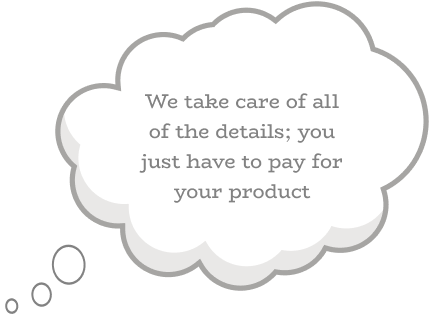 We take care of all
of the details; you
just have to pay for
your product